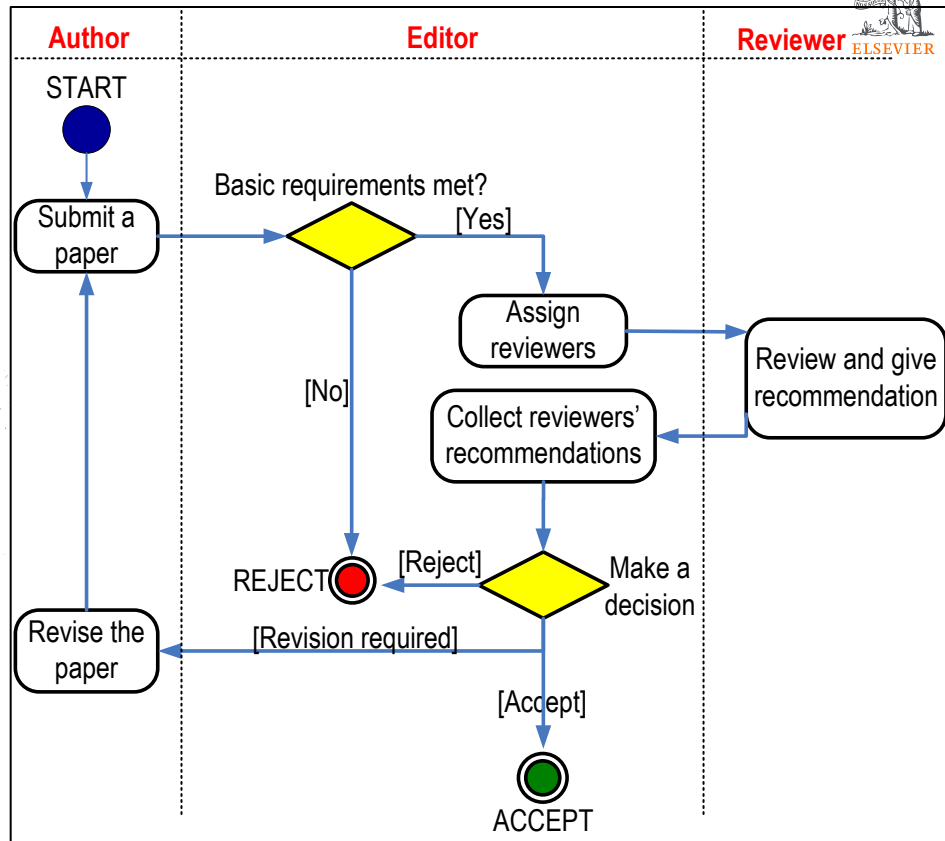 Author
Editor
Reviewer
ELSEVIER
START
Submit a
paper
Basic requirements met?
[Yes]
Assign
reviewers
Review and give
recommendation
[No]
Collect reviewers’
recommendations
REJECT
[Reject]
Make a
decision
Revise the
paper
[Revision required]
[Accept]
ACCEPT